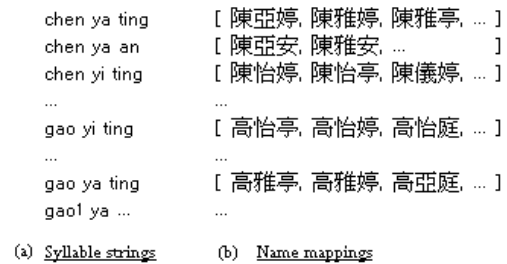 chen ya ting [ 陳亞婷, 陳雅婷, 陳雅亭, ... ]
chen ya an [ 陳亞安, 陳雅安, ... ]
chen yi ting [ 陳怡婷, 陳怡亭, 陳儀婷, ... ]
... ...
gao yi ting [ 高怡亭, 高怡婷, 高怡庭, ... ]
... ...
gao ya ting [ 高雅亭, 高雅婷, 高亞庭, ... ]
gao1 ya ... ...
(a) Syllable strings (b) Name mappings